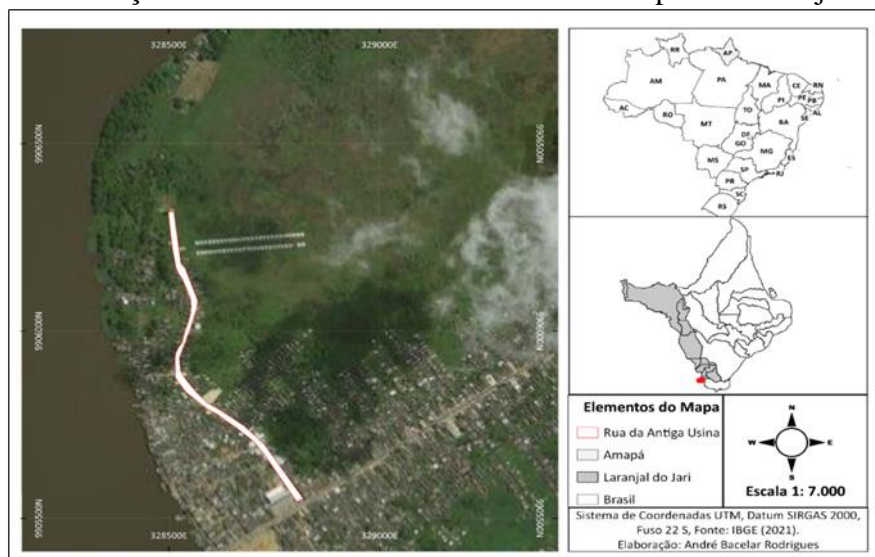 328500E
329000E
9906500N
9906500N
9906000N
9906000N
9905500N
9905500N
328500E
329000E
RR
AP
AM
PA
MA
CE
RN
PB
PE
AL
SE
PI
AC
RO
TO
BA
MT
DF
GO
MG
ES
MS
SP
RJ
PR
SC
RS
Elementos do Mapa
Rua da Antiga Usina
Amapá
Laranjal do Jari
Brasil
N
W
E
S
Escala 1: 7.000
Sistema de Coordenadas UTM, Datum SIRGAS 2000,
Fuso 22 S, Fonte: IBGE (2021).
Elaboração: André Bacelar Rodrigues